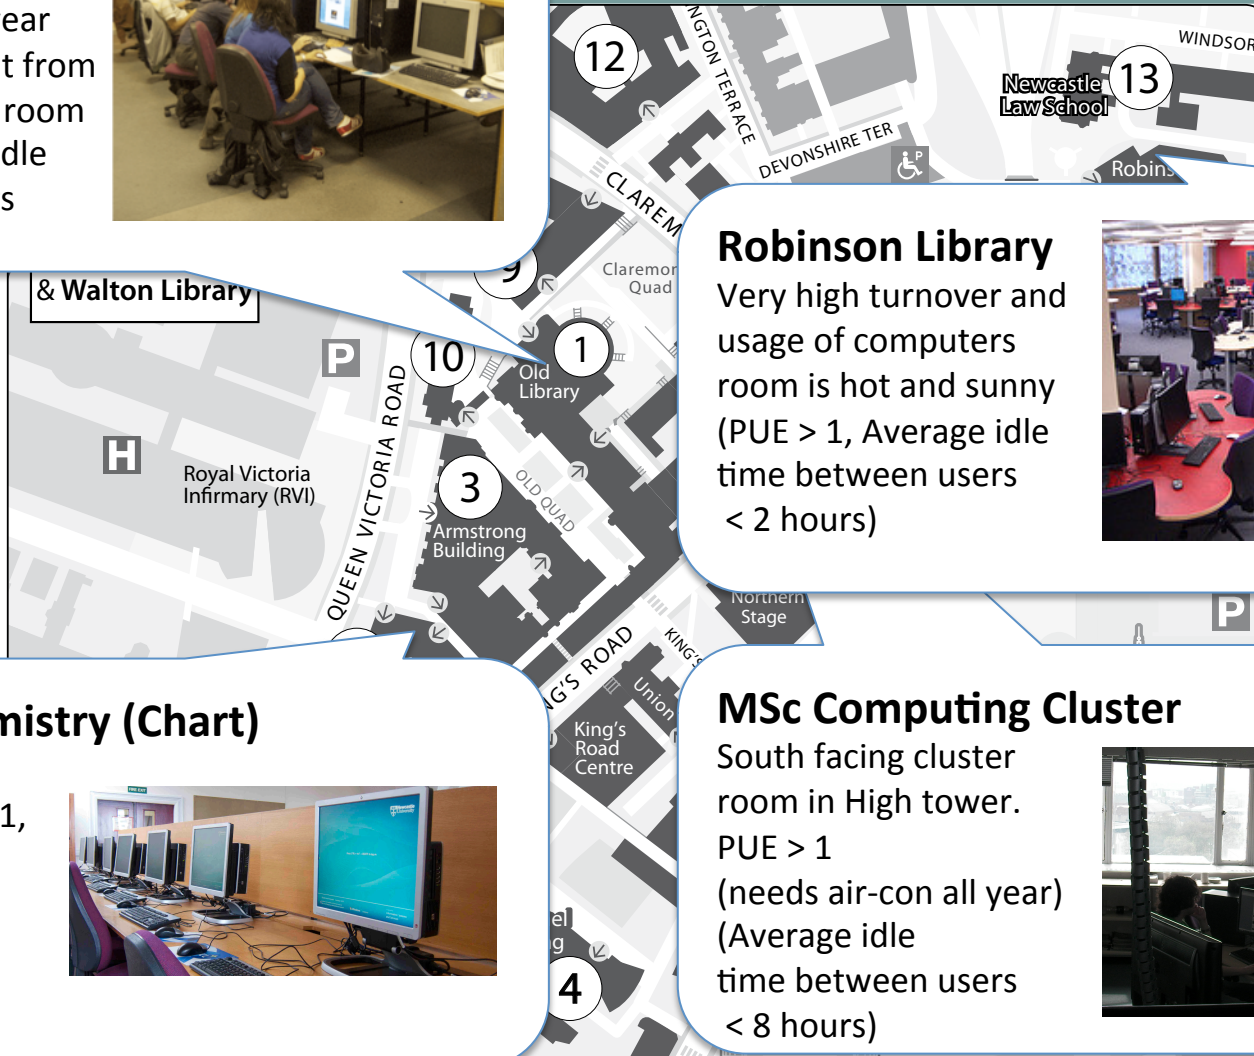 ear
t from
room
dle
s
12
NGTON TERRACE
DEVONSHIRE TER
P
WINDSOR
Newcastle
Law School
13
Robins
CLAREM
Claremon
Quad
9
& Walton Library
P
10
1
Old
Library
H
Royal Victoria
Infirmary (RVI)
QUEEN VICTORIA ROAD
3
OLD QUAD
Armstrong
Building
Robinson Library
Very high turnover and
usage of computers
room is hot and sunny
(PUE > 1, Average idle
time between users
< 2 hours)
Northern
Stage
P
G'S ROAD
KING'S
Union
King's
Road
Centre
mistry (Chart)
1,
MSc Computing Cluster
South facing cluster
room in High tower.
PUE > 1
(needs air-con all year)
(Average idle
time between users
< 8 hours)
el
g
4